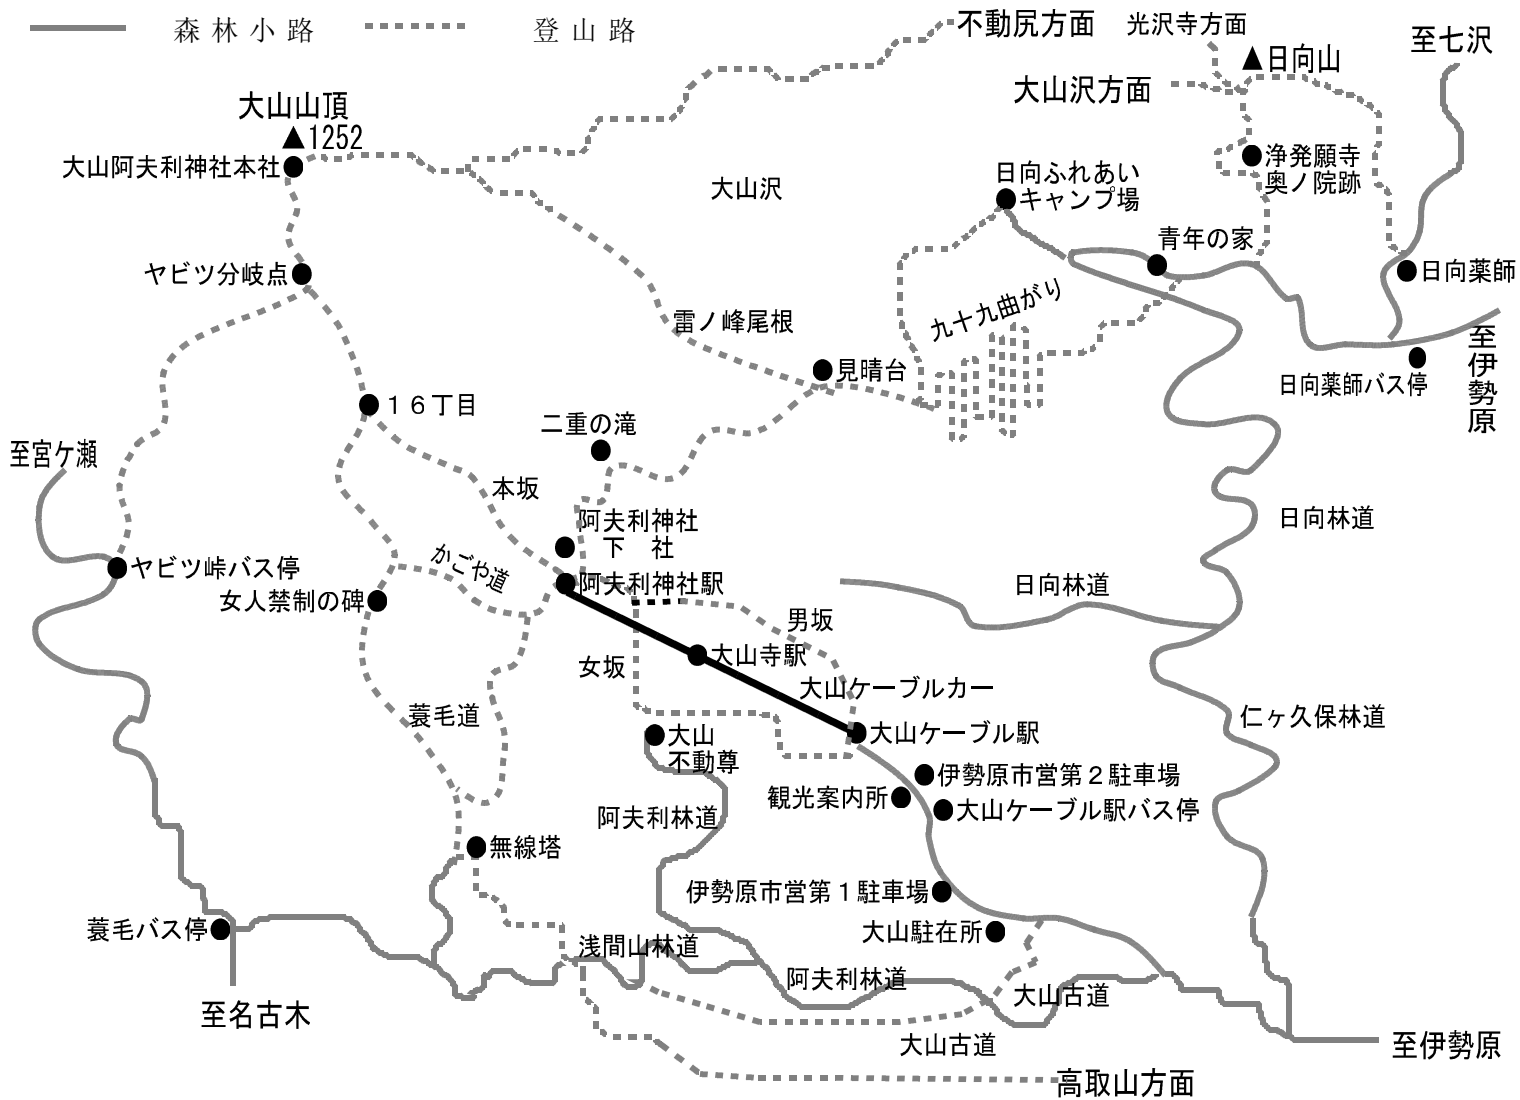 森林小路
登山路
不動尻方面
光沢寺方面
至七沢
▲日向山
大山沢方面
大山山頂
▲1252
大山阿夫利神社本社
浄発願寺
奥ノ院跡
日向ふれあい
キャンプ場
大山沢
青年の家
ヤビツ分岐点
日向薬師
九十九曲がり
雷ノ峰尾根
至伊勢原
見晴台
日向薬師バス停
16丁目
二重の滝
至宮ケ瀬
本坂
阿夫利神社
下社
日向林道
かごや道
ヤビツ峠バス停
阿夫利神社駅
日向林道
女人禁制の碑
男坂
大山寺駅
女坂
大山ケーブルカー
蓑毛道
仁ヶ久保林道
大山
不動尊
大山ケーブル駅
伊勢原市営第2駐車場
観光案内所
大山ケーブル駅バス停
阿夫利林道
無線塔
伊勢原市営第1駐車場
蓑毛バス停
大山駐在所
浅間山林道
阿夫利林道
大山古道
至名古木
大山古道
至伊勢原
高取山方面